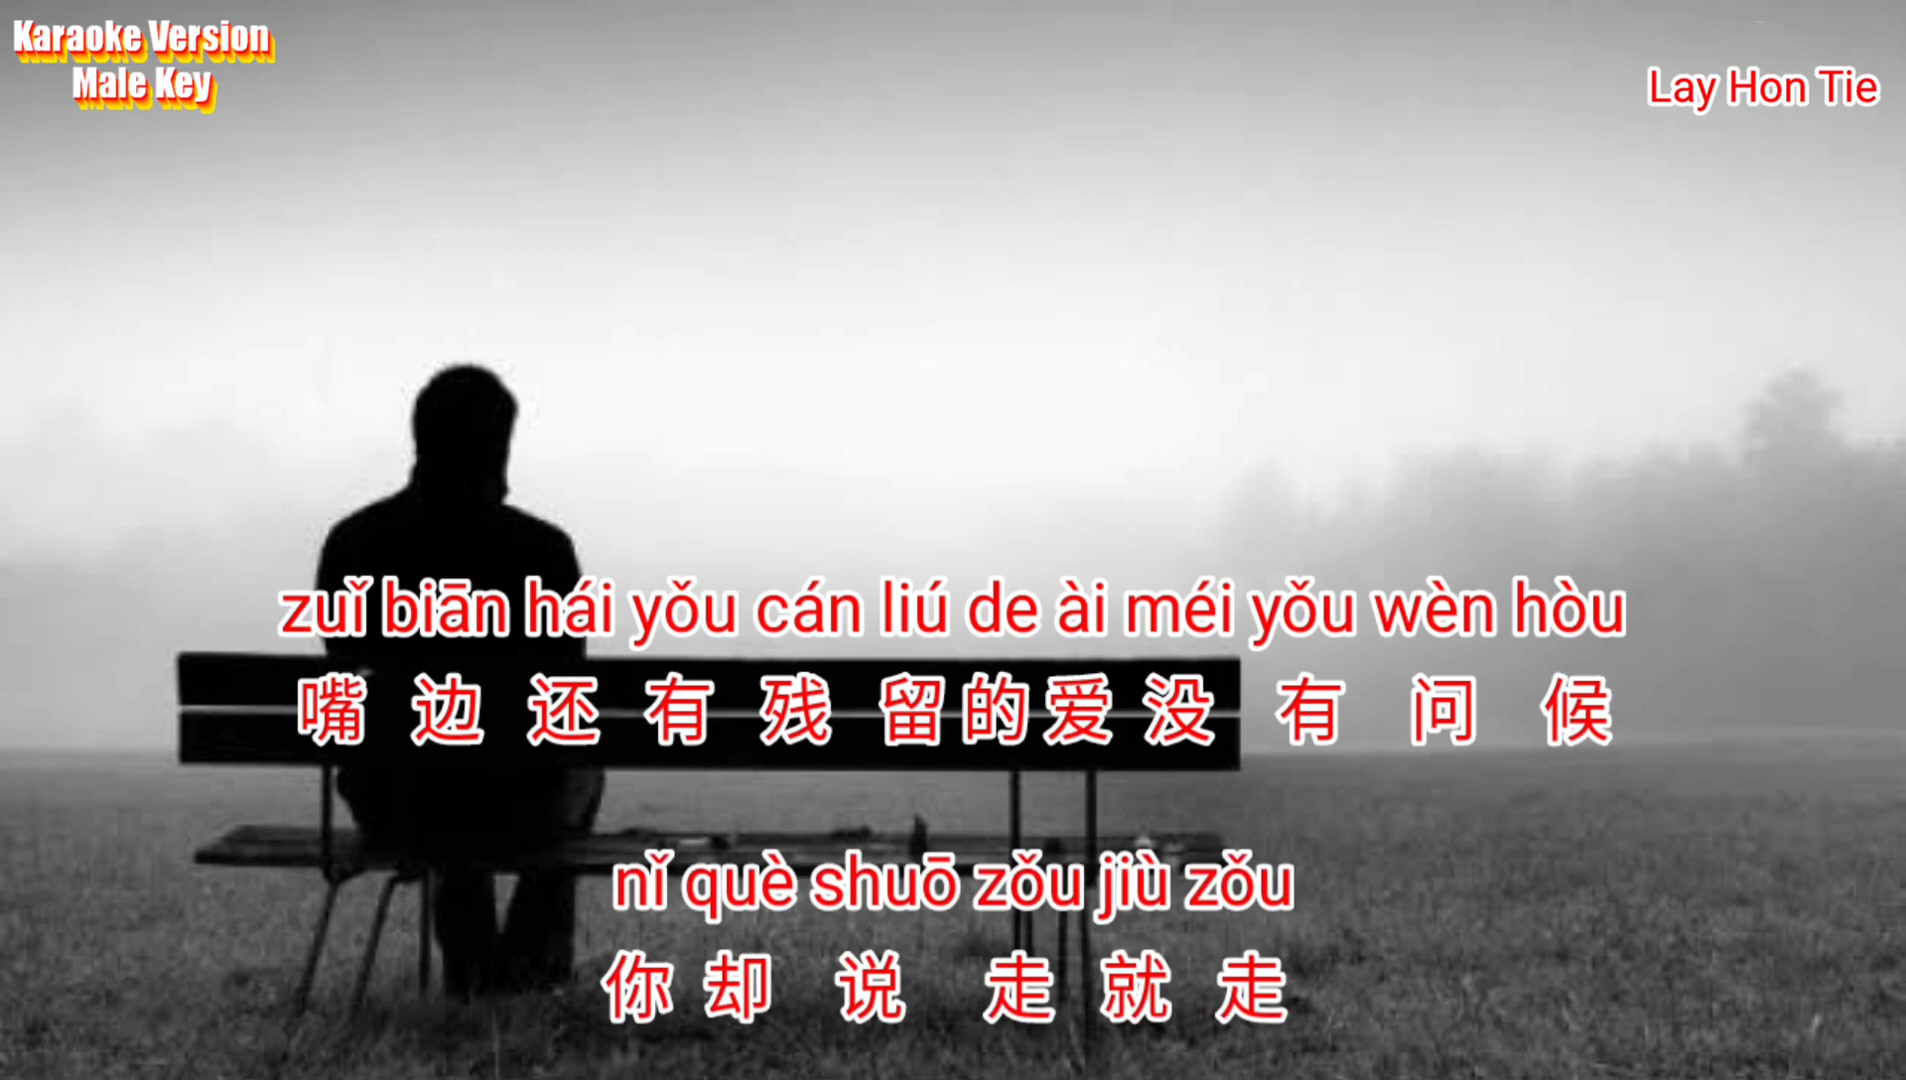 Karaoke Version
Male Key
Lay Hon Tie
zuǐ biān hái yǒu cán liú de ài méi yǒu wèn hòu
嘴 边 还 有 残 留 的 爱 没 有 问 候
nǐ què shuō zǒu jiù zǒu
你 却 说 走 就 走